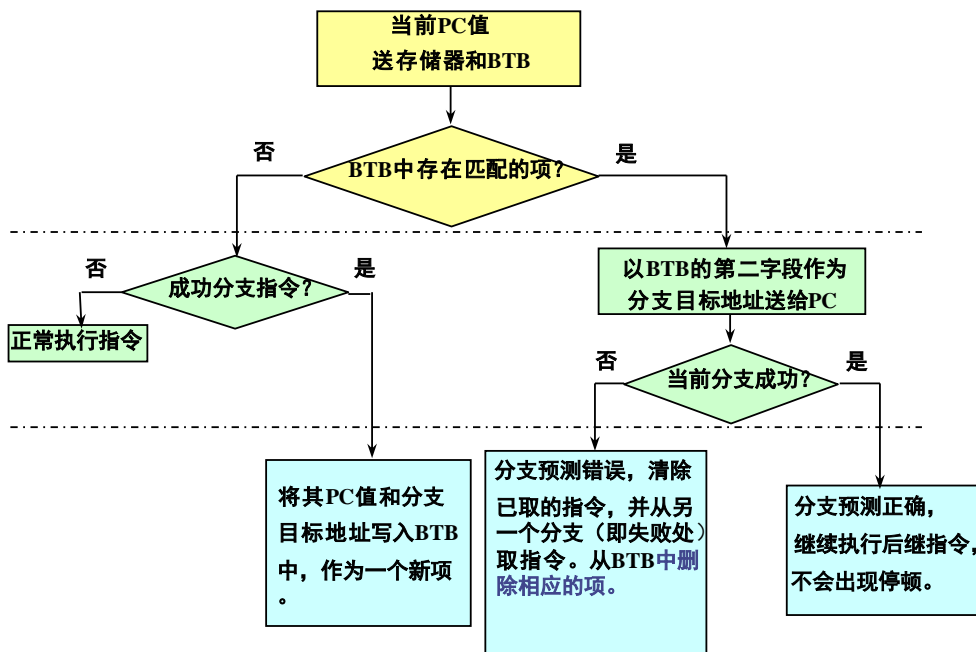 当前PC值
送存储器和BTB
否
是
BTB中存在匹配的项？
否
是
成功分支指令？
以BTB的第二字段作为
分支目标地址送给PC
正常执行指令
否
是
当前分支成功？
将其PC值和分支
目标地址写入BTB
中，作为一个新项
。
分支预测错误，清除
已取的指令，并从另
一个分支（即失败处）
取指令。从BTB中删
除相应的项。
分支预测正确，
继续执行后继指令，
不会出现停顿。